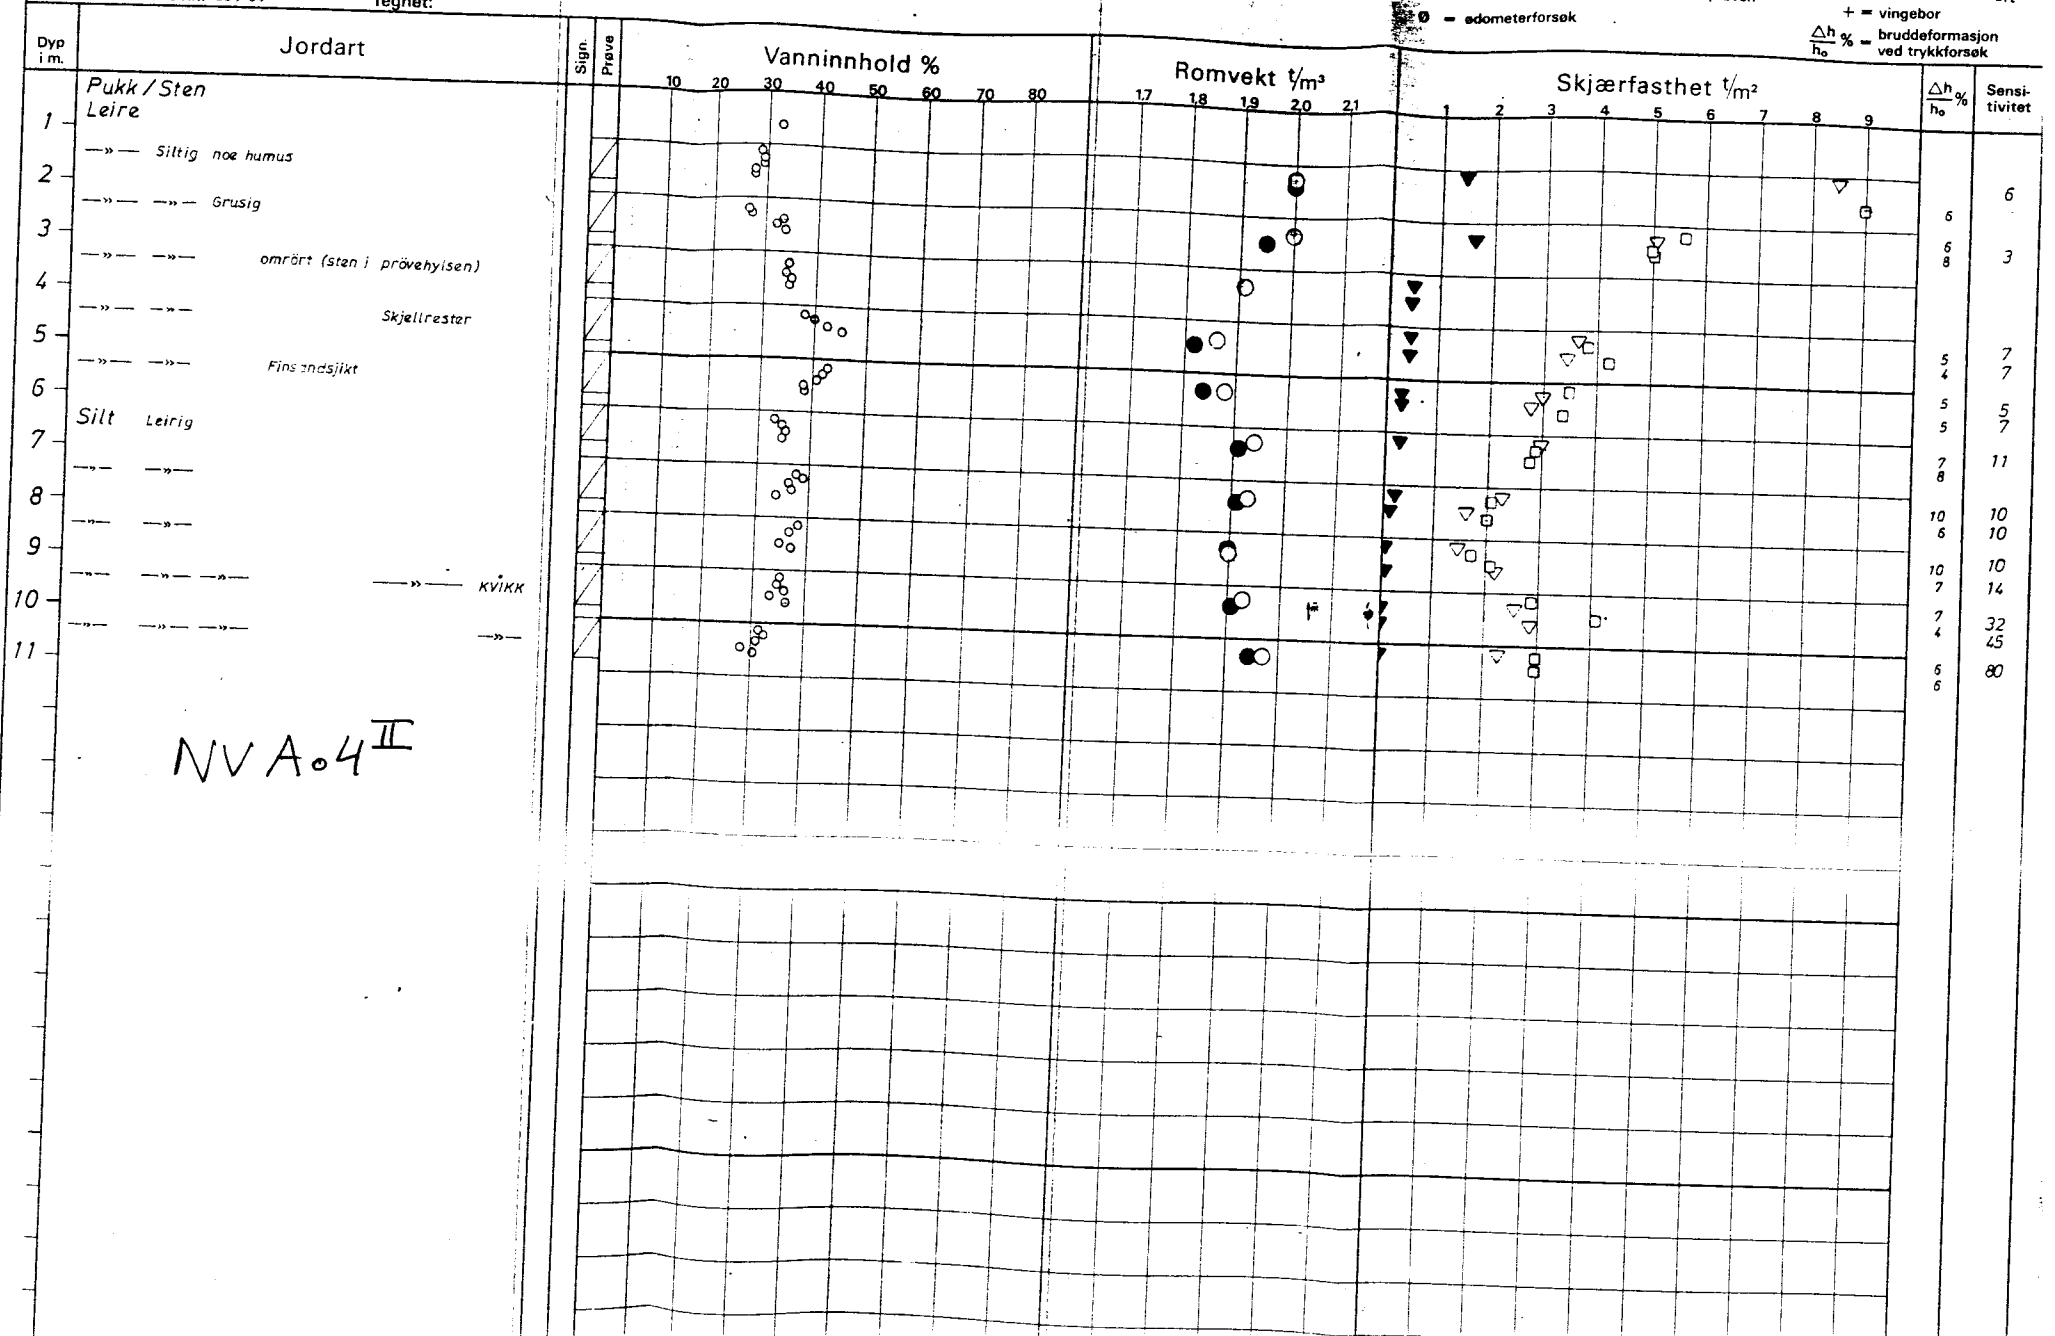 Ø = ødometerforsøk
+ = vingebor
Δh/h₀ % = bruddeformasjon ved trykkforsøk
Dyp i m.
Jordart
Sign.
Prøve
Vanninnhold %
10 20 30 40 50 60 70 80
Romvekt t/m³
1,7 1,8 1,9 2,0 2,1
Skjærfasthet t/m²
1 2 3 4 5 6 7 8 9
Δh/h₀ %
Sensi-
tivitet
Pukk / Sten
Leire
1
—»— Siltig noe humus
2
6
—»— —»— Grusig
6
3
6
8
3
—»— —»— omrört (sten i prövehylsen)
4
—»— —»— Skjellrester
5
5 7
4 7
—»— —»— Finsandsjikt
6
5 5
5 7
Silt Leirig
7
7 11
8
—»— —»—
8
10 10
6 10
—»— —»—
9
10 10
7 14
—»— —»— —»— —»— KVIKK
10
7 32
4 45
—»— —»— —»— —»—
11
6 80
6
NV A.4 II